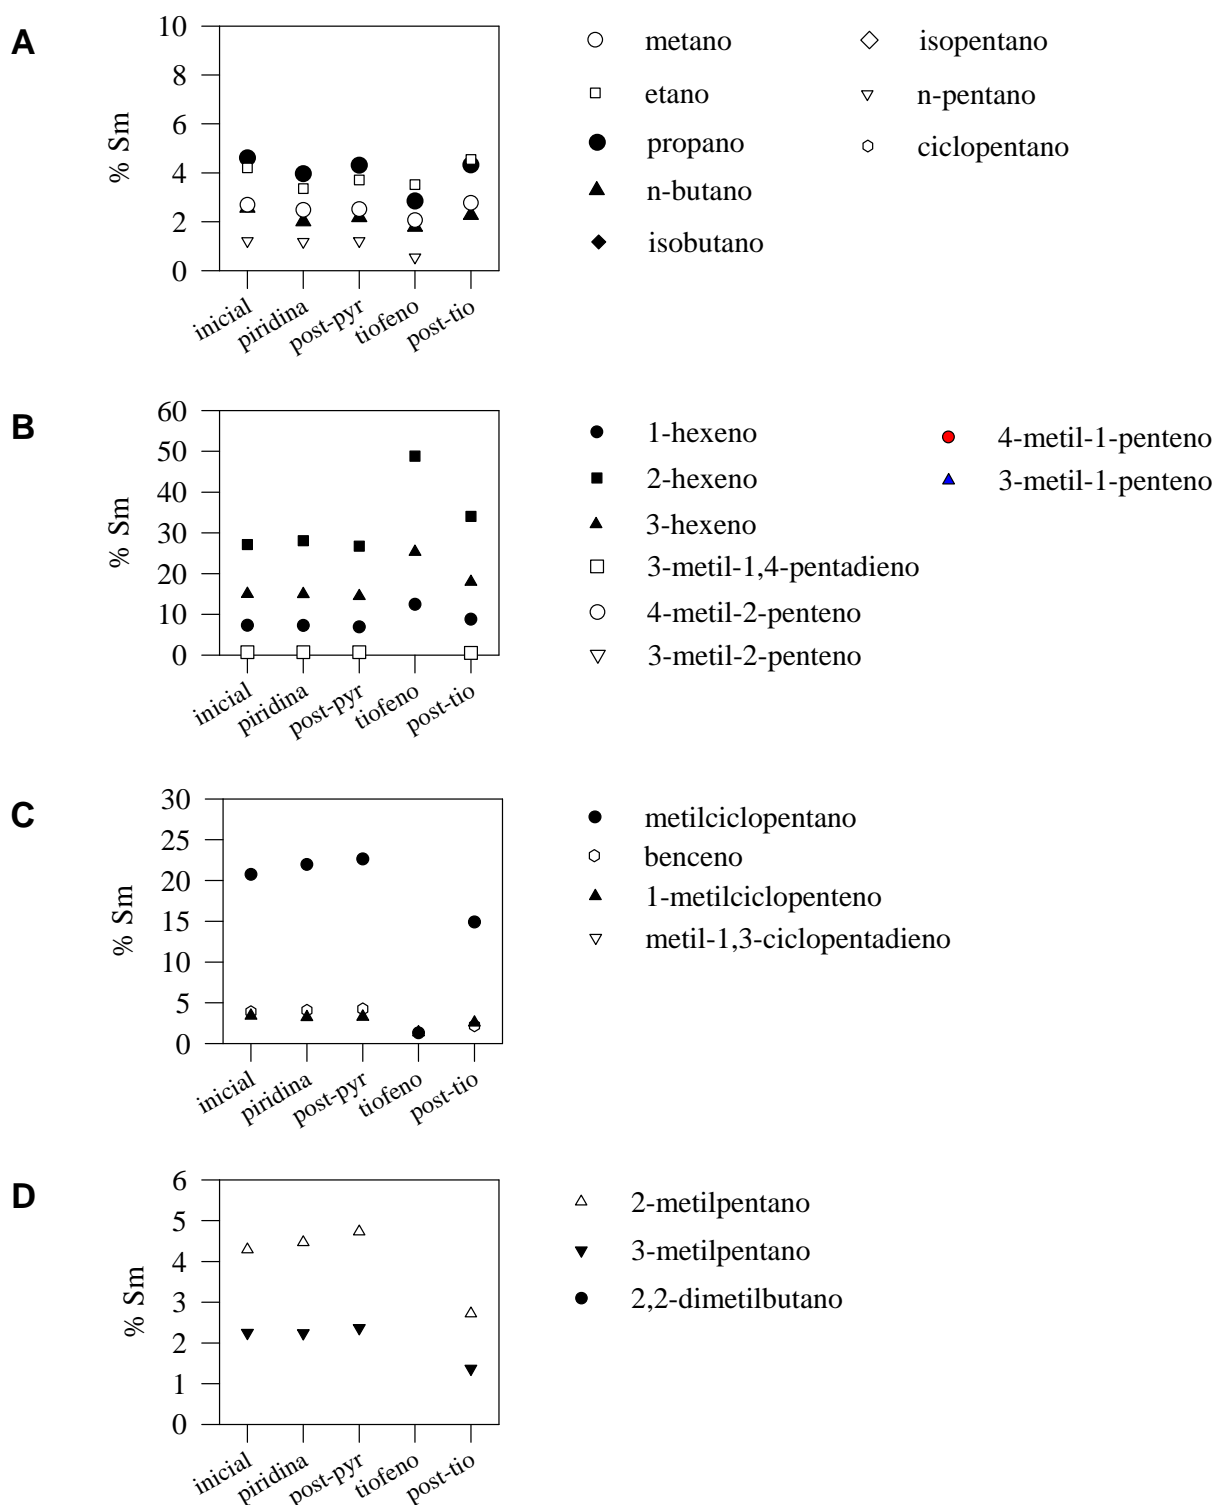 A
% Sm
10
8
6
4
2
0
inicial
piridina
post-pyr
tiofeno
post-tio
metano
etano
propano
n-butano
isobutano
isopentano
n-pentano
ciclopentano
B
% Sm
60
50
40
30
20
10
0
inicial
piridina
post-pyr
tiofeno
post-tio
1-hexeno
2-hexeno
3-hexeno
3-metil-1,4-pentadieno
4-metil-2-penteno
3-metil-2-penteno
4-metil-1-penteno
3-metil-1-penteno
C
% Sm
30
25
20
15
10
5
0
inicial
piridina
post-pyr
tiofeno
post-tio
metilciclopentano
benceno
1-metilciclopenteno
metil-1,3-ciclopentadieno
D
% Sm
6
5
4
3
2
1
0
inicial
piridina
post-pyr
tiofeno
post-tio
2-metilpentano
3-metilpentano
2,2-dimetilbutano